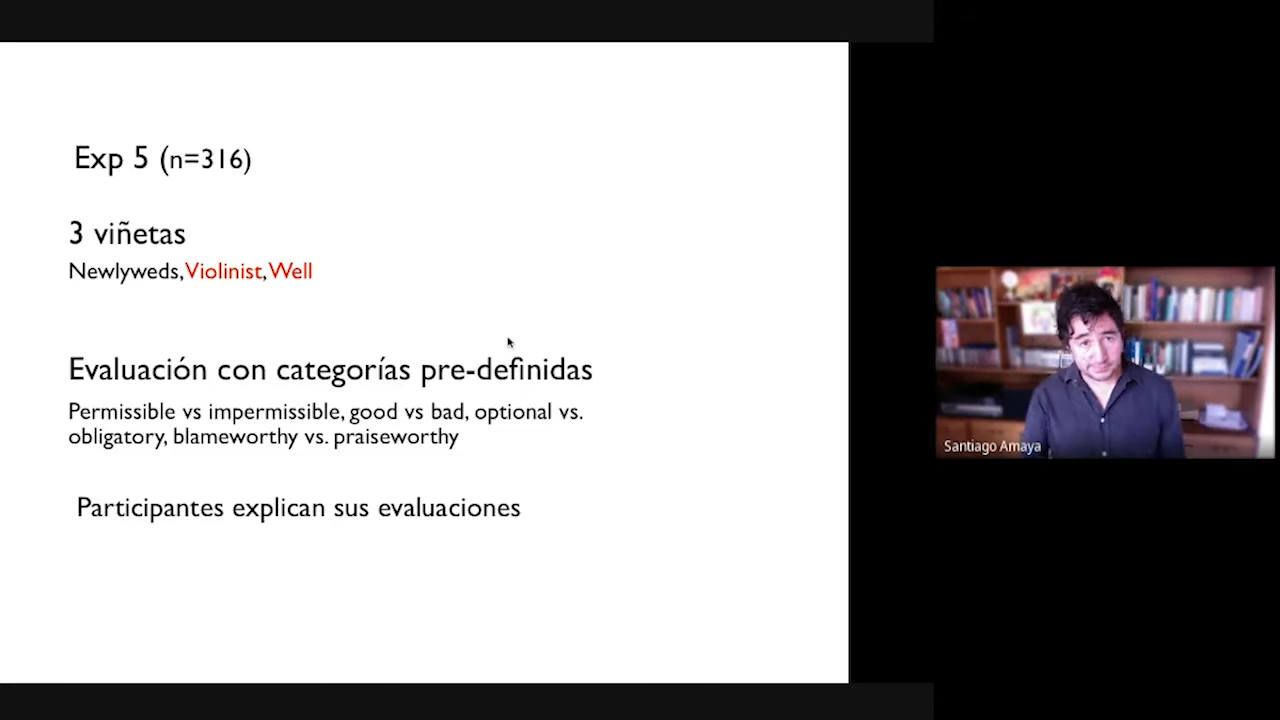 Exp 5 (n=316)
3 viñetas
Newlyweds, Violinist, Well
Evaluación con categorías pre-definidas
Permissible vs impermissible, good vs bad, optional vs.
obligatory, blameworthy vs. praiseworthy
Participantes explican sus evaluaciones
Santiago Amaya